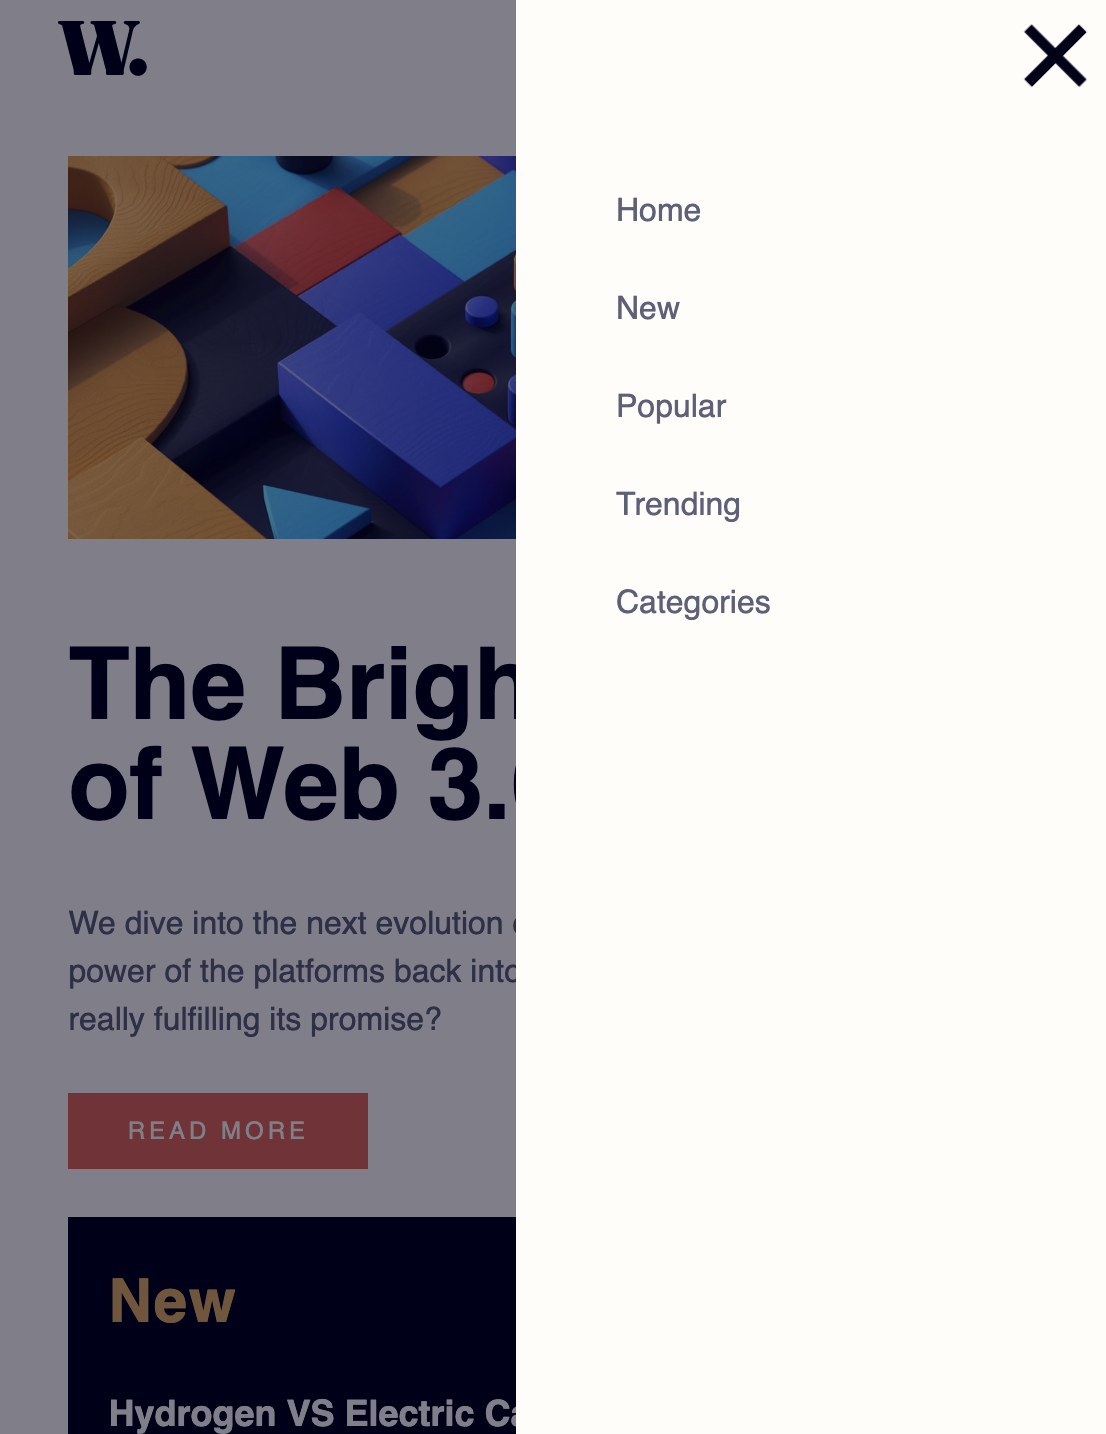 W.
Home
New
Popular
Trending
Categories
The Brigh
of Web 3.
We dive into the next evolution
power of the platforms back into
really fulfilling its promise?
READ MORE
New
Hydrogen VS Electric Ca